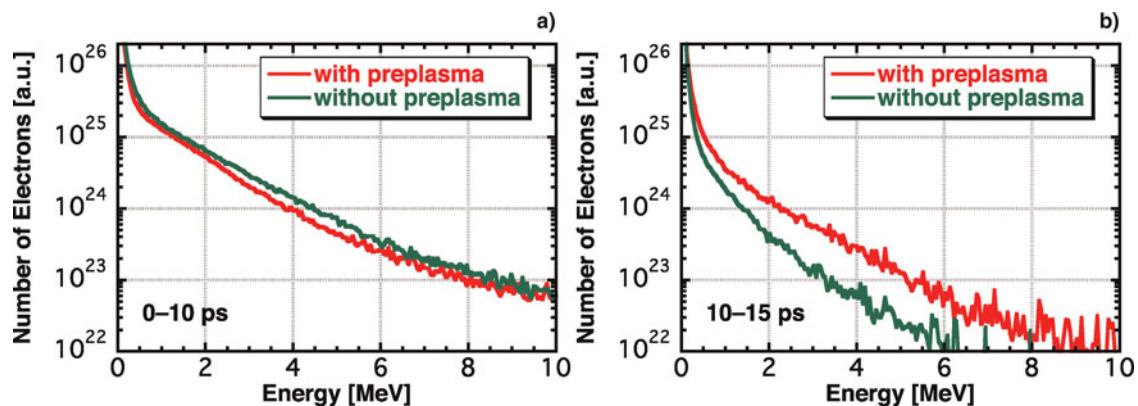 a)
Number of Electrons [a.u.]
10^26
10^25
10^24
10^23
10^22
with preplasma
without preplasma
0–10 ps
0 2 4 6 8 10
Energy [MeV]
b)
Number of Electrons [a.u.]
10^26
10^25
10^24
10^23
10^22
with preplasma
without preplasma
10–15 ps
0 2 4 6 8 10
Energy [MeV]